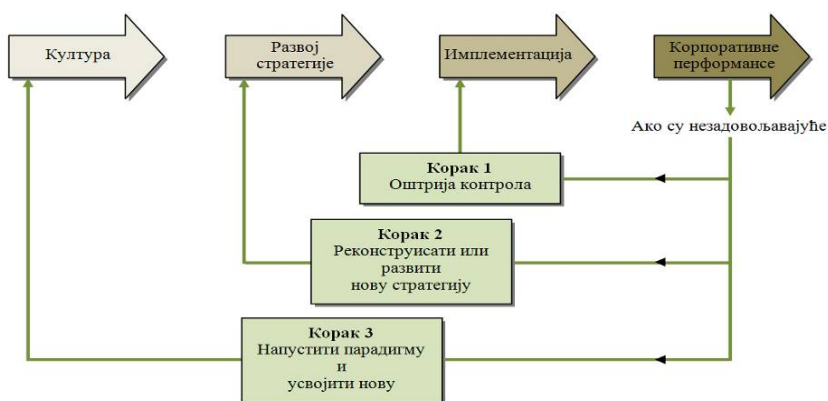 Култура
Развој
стратегије
Имплементација
Корпоративне
перформансе
Ако су незадовољавајуће
Корак 1
Оштрија контрола
Корак 2
Реконструисати или
развити
нову стратегију
Корак 3
Напустити парадигму
и
усвојити нову